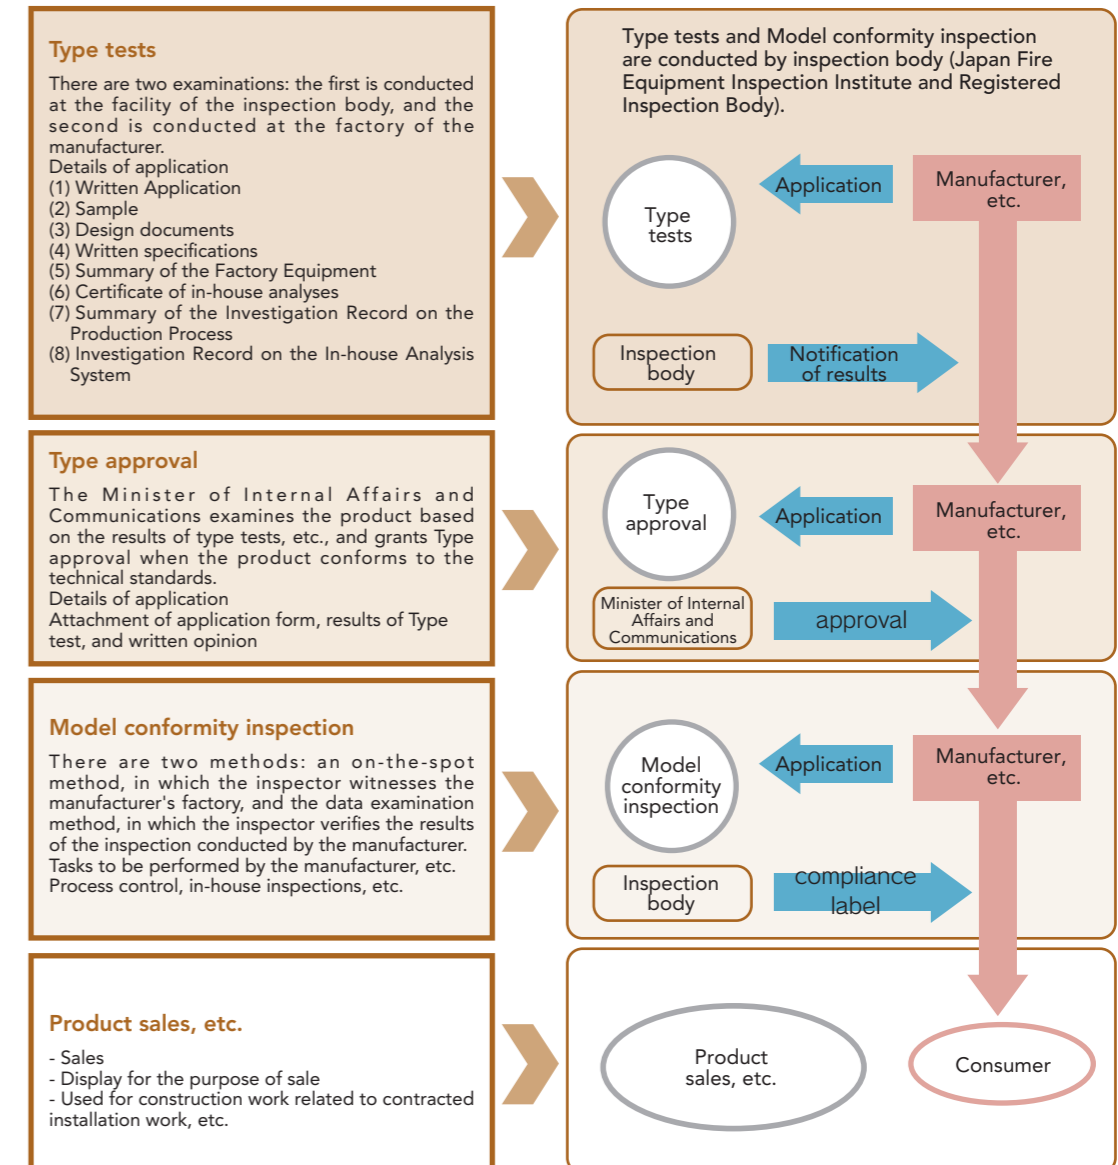 Type tests
There are two examinations: the first is conducted
at the facility of the inspection body, and the
second is conducted at the factory of the
manufacturer.
Details of application
(1) Written Application
(2) Sample
(3) Design documents
(4) Written specifications
(5) Summary of the Factory Equipment
(6) Certificate of in-house analyses
(7) Summary of the Investigation Record on the
Production Process
(8) Investigation Record on the In-house Analysis
System
Type tests and Model conformity inspection
are conducted by inspection body (Japan Fire
Equipment Inspection Institute and Registered
Inspection Body).
Type
tests
Application
Manufacturer,
etc.
Inspection
body
Notification
of results
Type approval
The Minister of Internal Affairs and
Communications examines the product based
on the results of type tests, etc., and grants Type
approval when the product conforms to the
technical standards.
Details of application
Attachment of application form, results of Type
test, and written opinion
Type
approval
Application
Manufacturer,
etc.
Minister of Internal
Affairs and
Communications
approval
Model conformity inspection
There are two methods: an on-the-spot
method, in which the inspector witnesses the
manufacturer's factory, and the data examination
method, in which the inspector verifies the results
of the inspection conducted by the manufacturer.
Tasks to be performed by the manufacturer, etc.
Process control, in-house inspections, etc.
Model
conformity
inspection
Application
Manufacturer,
etc.
Inspection
body
compliance
label
Product sales, etc.
- Sales
- Display for the purpose of sale
- Used for construction work related to contracted
installation work, etc.
Product
sales, etc.
Consumer